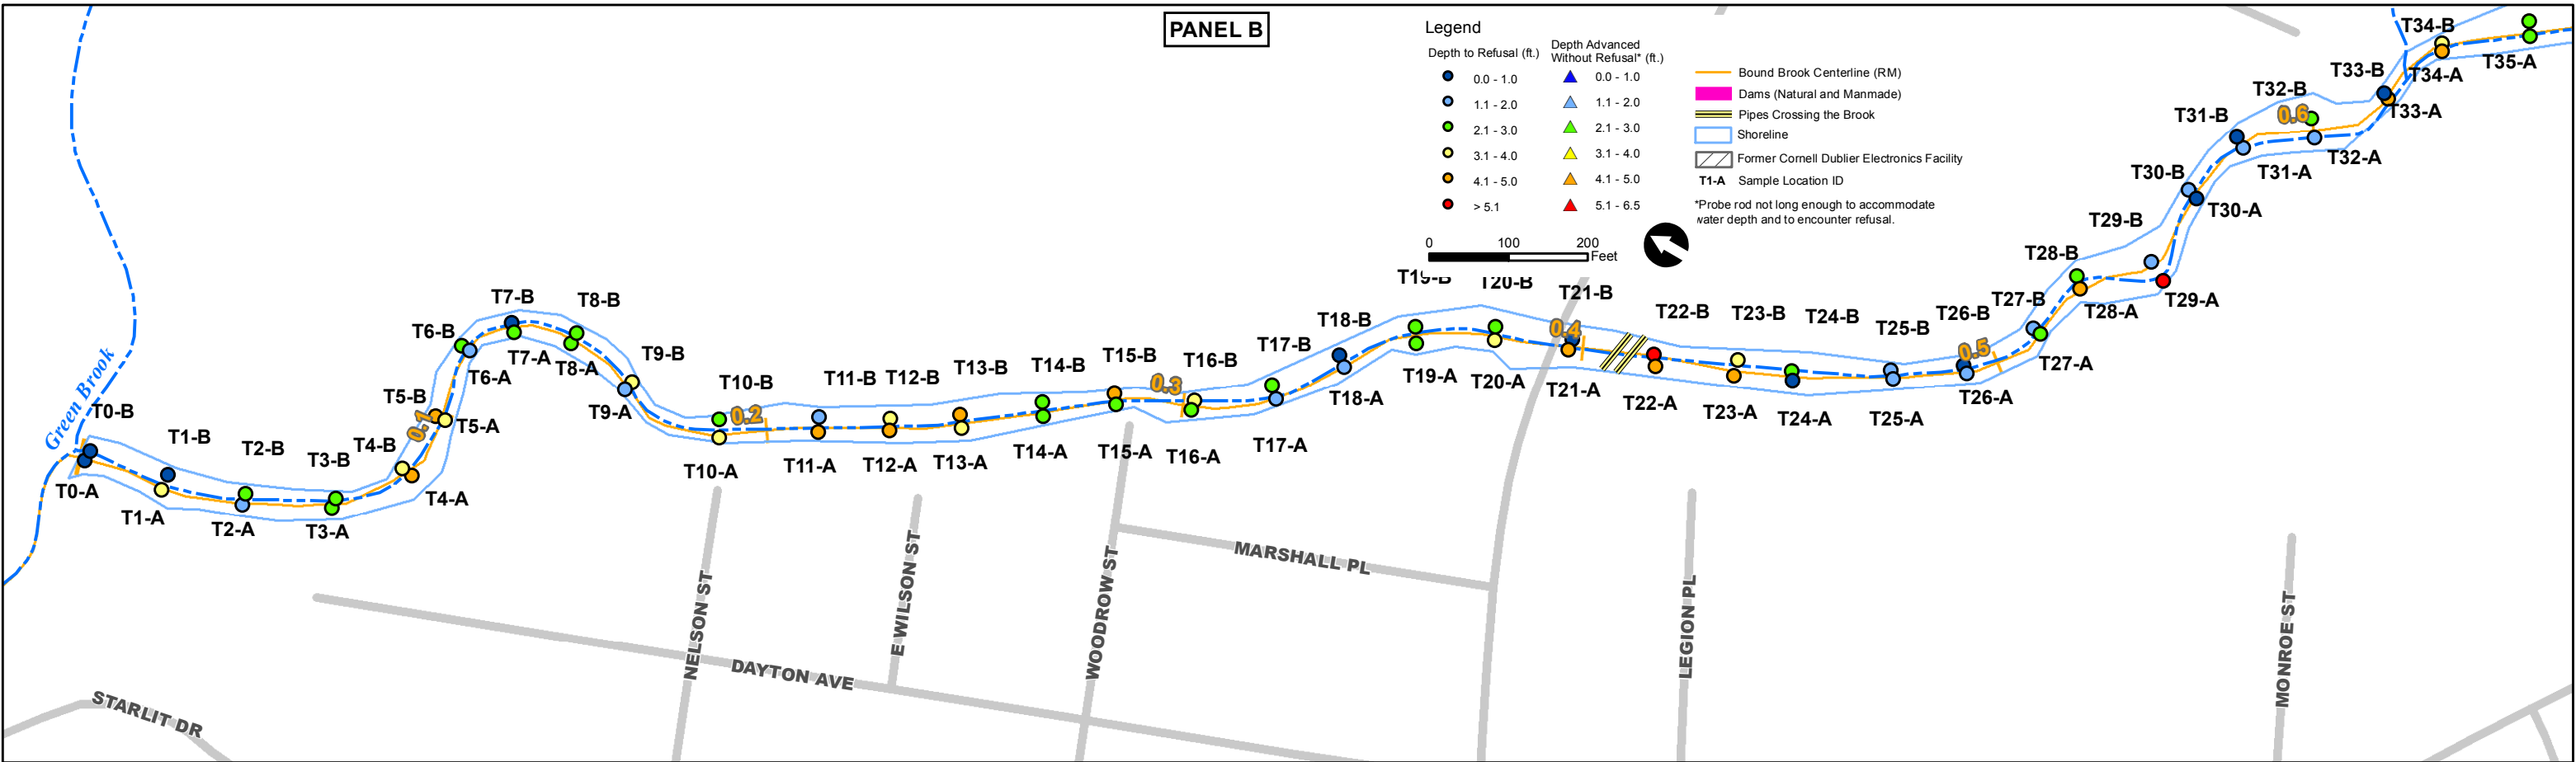 PANEL B
Legend
Depth to Refusal (ft.)
0.0 - 1.0
1.1 - 2.0
2.1 - 3.0
3.1 - 4.0
4.1 - 5.0
> 5.1
Depth Advanced
Without Refusal* (ft.)
0.0 - 1.0
1.1 - 2.0
2.1 - 3.0
3.1 - 4.0
4.1 - 5.0
5.1 - 6.5
Bound Brook Centerline (RM)
Dams (Natural and Manmade)
Pipes Crossing the Brook
Shoreline
Former Cornell Dublier Electronics Facility
T1-A Sample Location ID
*Probe rod not long enough to accommodate
water depth and to encounter refusal.
0 100 200
Feet
Green Brook
T0-B
T0-A
T1-B
T1-A
T2-B
T2-A
T3-B
T3-A
T4-B
T4-A
T5-B
0.1
T5-A
T6-B
T6-A
T7-B
T7-A
T8-B
T8-A
T9-B
T9-A
T10-B
0.2
T10-A
T11-B
T11-A
T12-B
T12-A
T13-B
T13-A
T14-B
T14-A
T15-B
T15-A
0.3
T16-B
T16-A
T17-B
T17-A
T18-B
T18-A
T19-B
T19-A
T20-B
T20-A
T21-B
0.4
T21-A
T22-B
T22-A
T23-B
T23-A
T24-B
T24-A
T25-B
T25-A
T26-B
0.5
T26-A
T27-B
T27-A
T28-B
T28-A
T29-B
T29-A
T30-B
T30-A
T31-B
T31-A
T32-B
0.6
T32-A
T33-B
T33-A
T34-B
T34-A
T35-A
STARLIT DR
DAYTON AVE
NELSON ST
E WILSON ST
WOODROW ST
MARSHALL PL
LEGION PL
MONROE ST